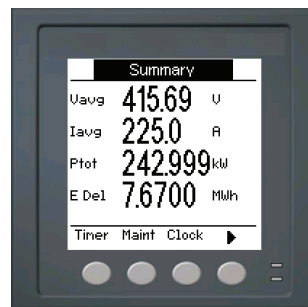 Summary
Vavg 415.69 V
Iavg 225.0 A
Ptot 242.999 kW
E Del 7.6700 MWh
Timer Maint Clock